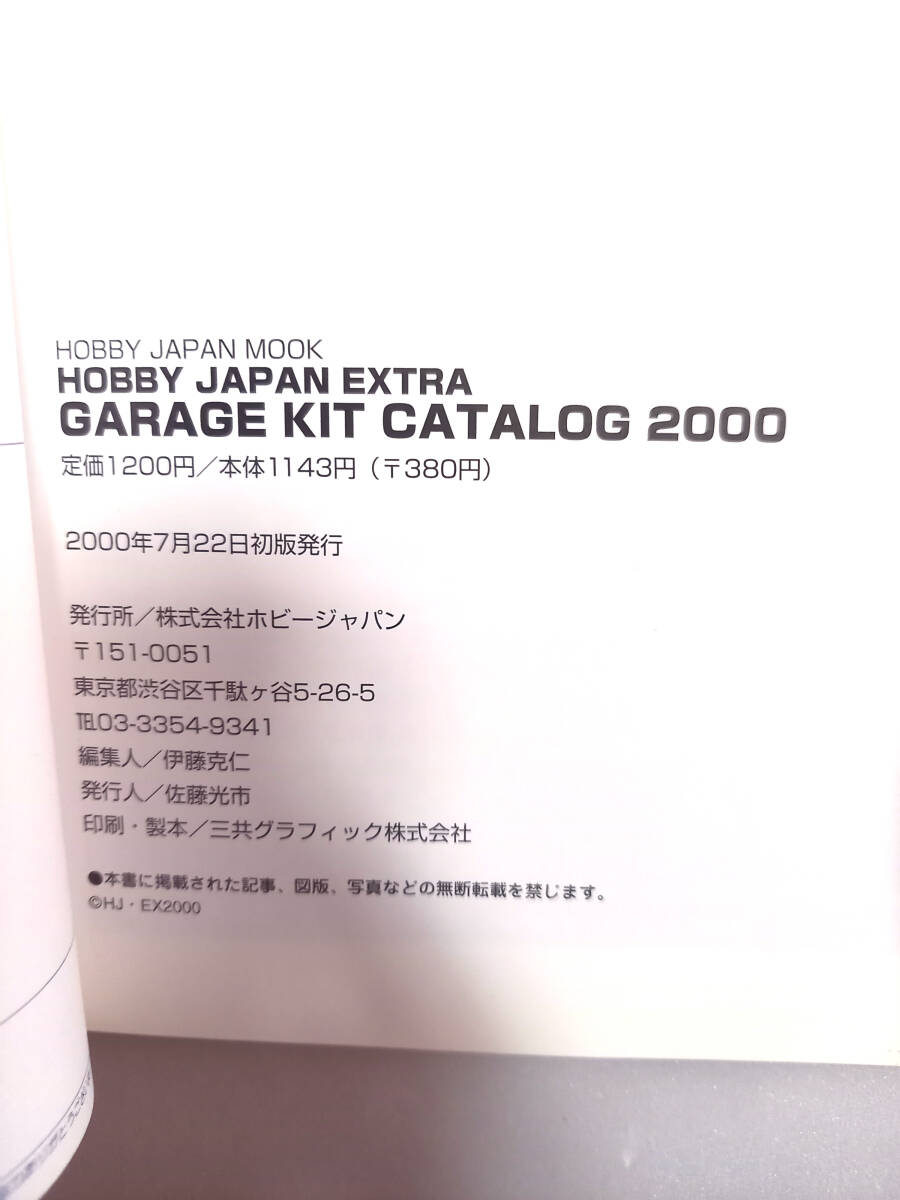 HOBBY JAPAN MOOK
HOBBY JAPAN EXTRA
GARAGE KIT CATALOG 2000
定価1200円／本体1143円（〒380円）
2000年7月22日初版発行
発行所／株式会社ホビージャパン
〒151-0051
東京都渋谷区千駄ヶ谷5-26-5
℡03-3354-9341
編集人／伊藤克仁
発行人／佐藤光市
印刷・製本／三共グラフィック株式会社
●本書に掲載された記事、図版、写真などの無断転載を禁じます。
©HJ・EX2000